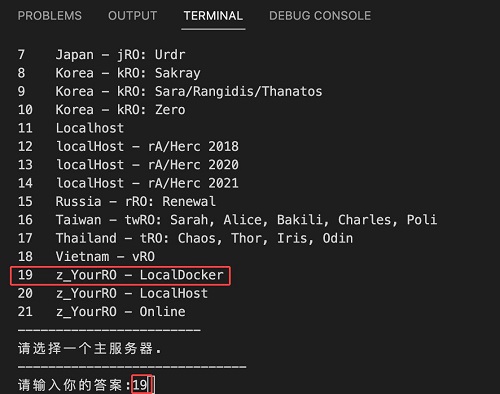 PROBLEMS OUTPUT TERMINAL DEBUG CONSOLE
7 Japan - jRO: Urdr
8 Korea - kRO: Sakray
9 Korea - kRO: Sara/Rangidis/Thanatos
10 Korea - kRO: Zero
11 Localhost
12 localHost - rA/Herc 2018
13 localHost - rA/Herc 2020
14 localHost - rA/Herc 2021
15 Russia - rRO: Renewal
16 Taiwan - twRO: Sarah, Alice, Bakili, Charles, Poli
17 Thailand - tRO: Chaos, Thor, Iris, Odin
18 Vietnam - vRO
19 z_YourRO - LocalDocker
20 z_YourRO - LocalHost
21 z_YourRO - Online
------------------------
请选择一个主服务器.
------------------------------
请输入你的答案:19